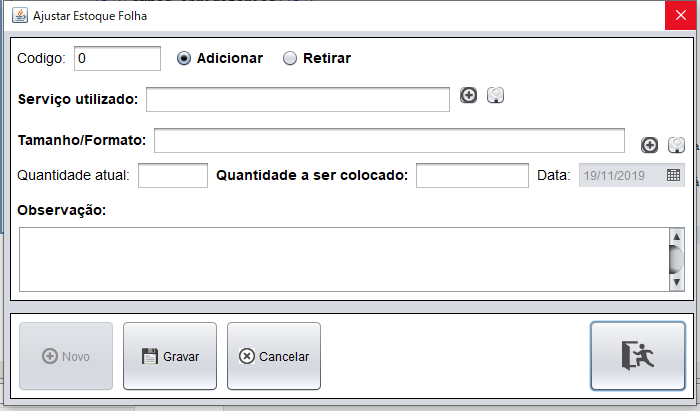 Ajustar Estoque Folha
Codigo: 0 Adicionar Retirar
Serviço utilizado:
Tamanho/Formato:
Quantidade atual: Quantidade a ser colocado: Data: 19/11/2019
Observação:
Novo Gravar Cancelar